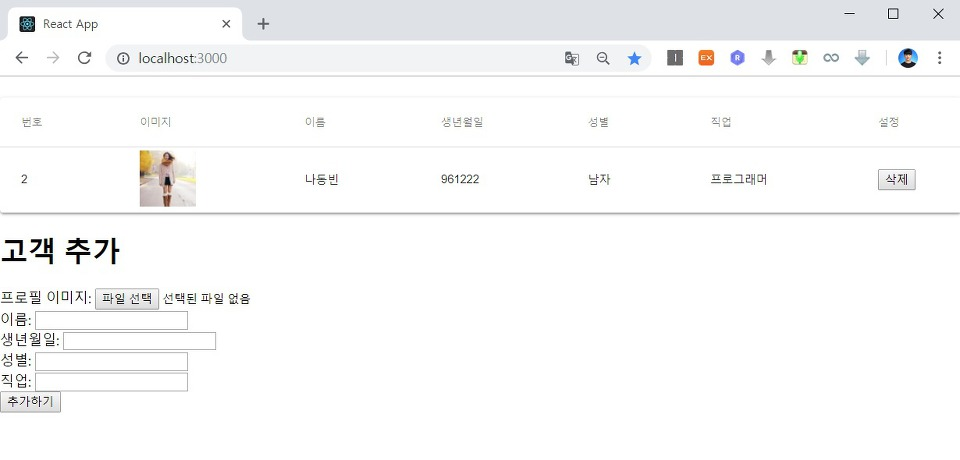 React App
localhost:3000
번호 이미지 이름 생년월일 성별 직업 설정
2 나동빈 961222 남자 프로그래머 삭제
고객 추가
프로필 이미지: 파일 선택 선택된 파일 없음
이름:
생년월일:
성별:
직업:
추가하기